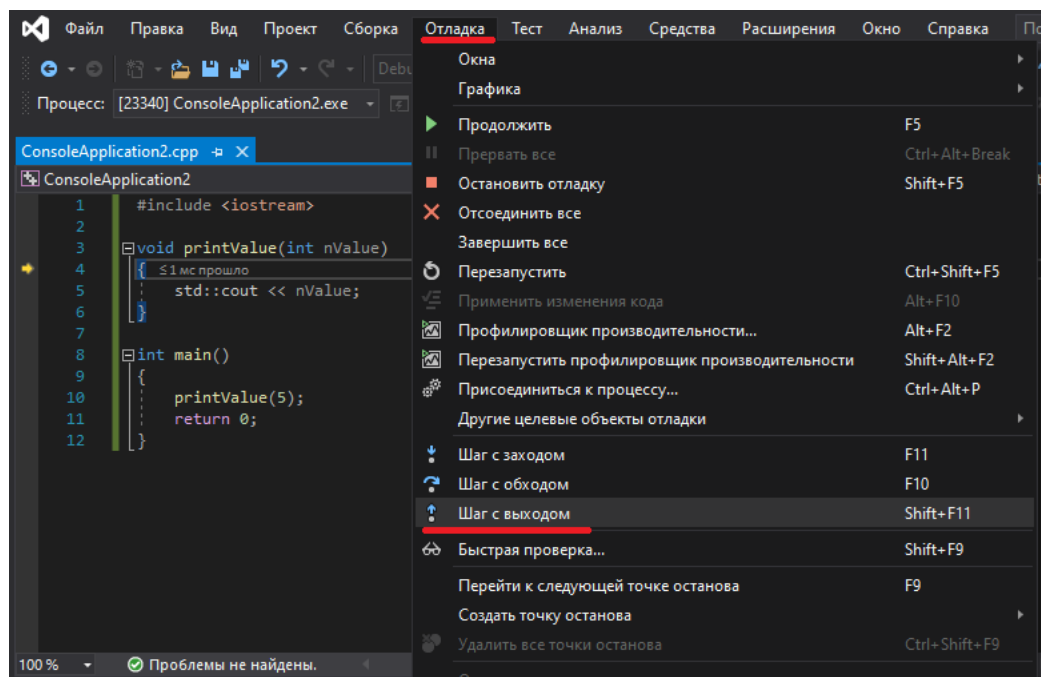 Файл Правка Вид Проект Сборка Отладка Тест Анализ Средства Расширения Окно Справка
Процесс: [23340] ConsoleApplication2.exe
ConsoleApplication2.cpp
ConsoleApplication2
1 #include <iostream>
2
3 void printValue(int nValue)
4 { ≤1 мс прошло
5 std::cout << nValue;
6 }
7
8 int main()
9 {
10 printValue(5);
11 return 0;
12 }
100 % Проблемы не найдены.
Окна
Графика
Продолжить F5
Прервать все Ctrl+Alt+Break
Остановить отладку Shift+F5
Отсоединить все
Завершить все
Перезапустить Ctrl+Shift+F5
Применить изменения кода Alt+F10
Профилировщик производительности... Alt+F2
Перезапустить профилировщик производительности Shift+Alt+F2
Присоединиться к процессу... Ctrl+Alt+P
Другие целевые объекты отладки
Шаг с заходом F11
Шаг с обходом F10
Шаг с выходом Shift+F11
Быстрая проверка... Shift+F9
Перейти к следующей точке останова F9
Создать точку останова
Удалить все точки останова Ctrl+Shift+F9